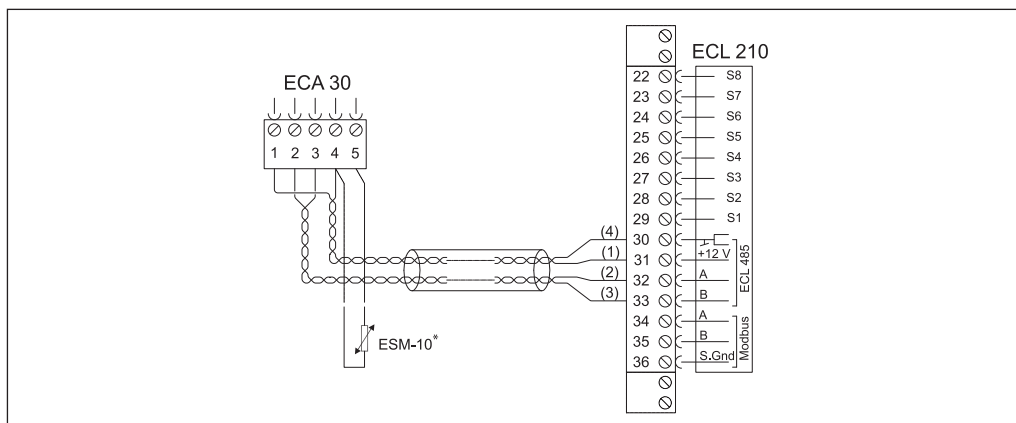 ECA 30
1 2 3 4 5
ESM-10*
ECL 210
22 S8
23 S7
24 S6
25 S5
26 S4
27 S3
28 S2
29 S1
(4) 30
(1) 31 +12 V
(2) 32 A
(3) 33 B
ECL 485
34 A
35 B
36 S.Gnd
Modbus